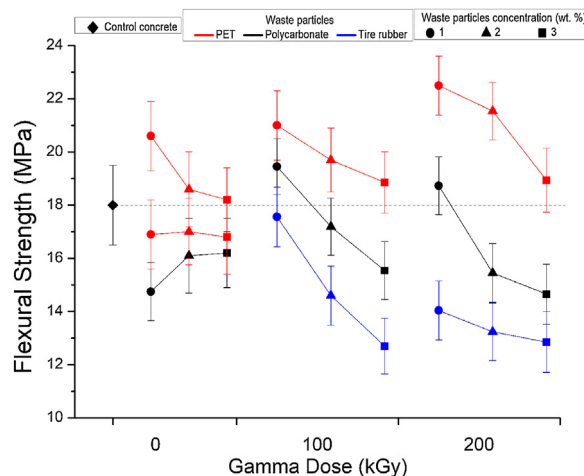 Control concrete
Waste particles
PET Polycarbonate Tire rubber
Waste particles concentration (wt. %)
1 2 3
24
22
20
18
16
14
12
10
Flexural Strength (MPa)
0 100 200
Gamma Dose (kGy)